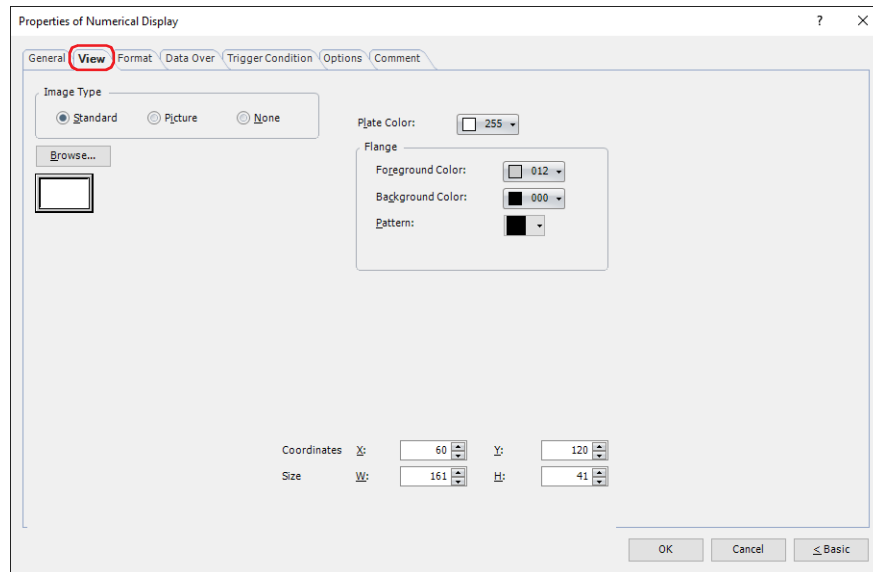 Properties of Numerical Display ? ×
General View Format Data Over Trigger Condition Options Comment
Image Type
Standard Picture None
Browse...
Plate Color: 255
Flange
Foreground Color: 012
Background Color: 000
Pattern:
Coordinates X: 60 Y: 120
Size W: 161 H: 41
OK Cancel < Basic